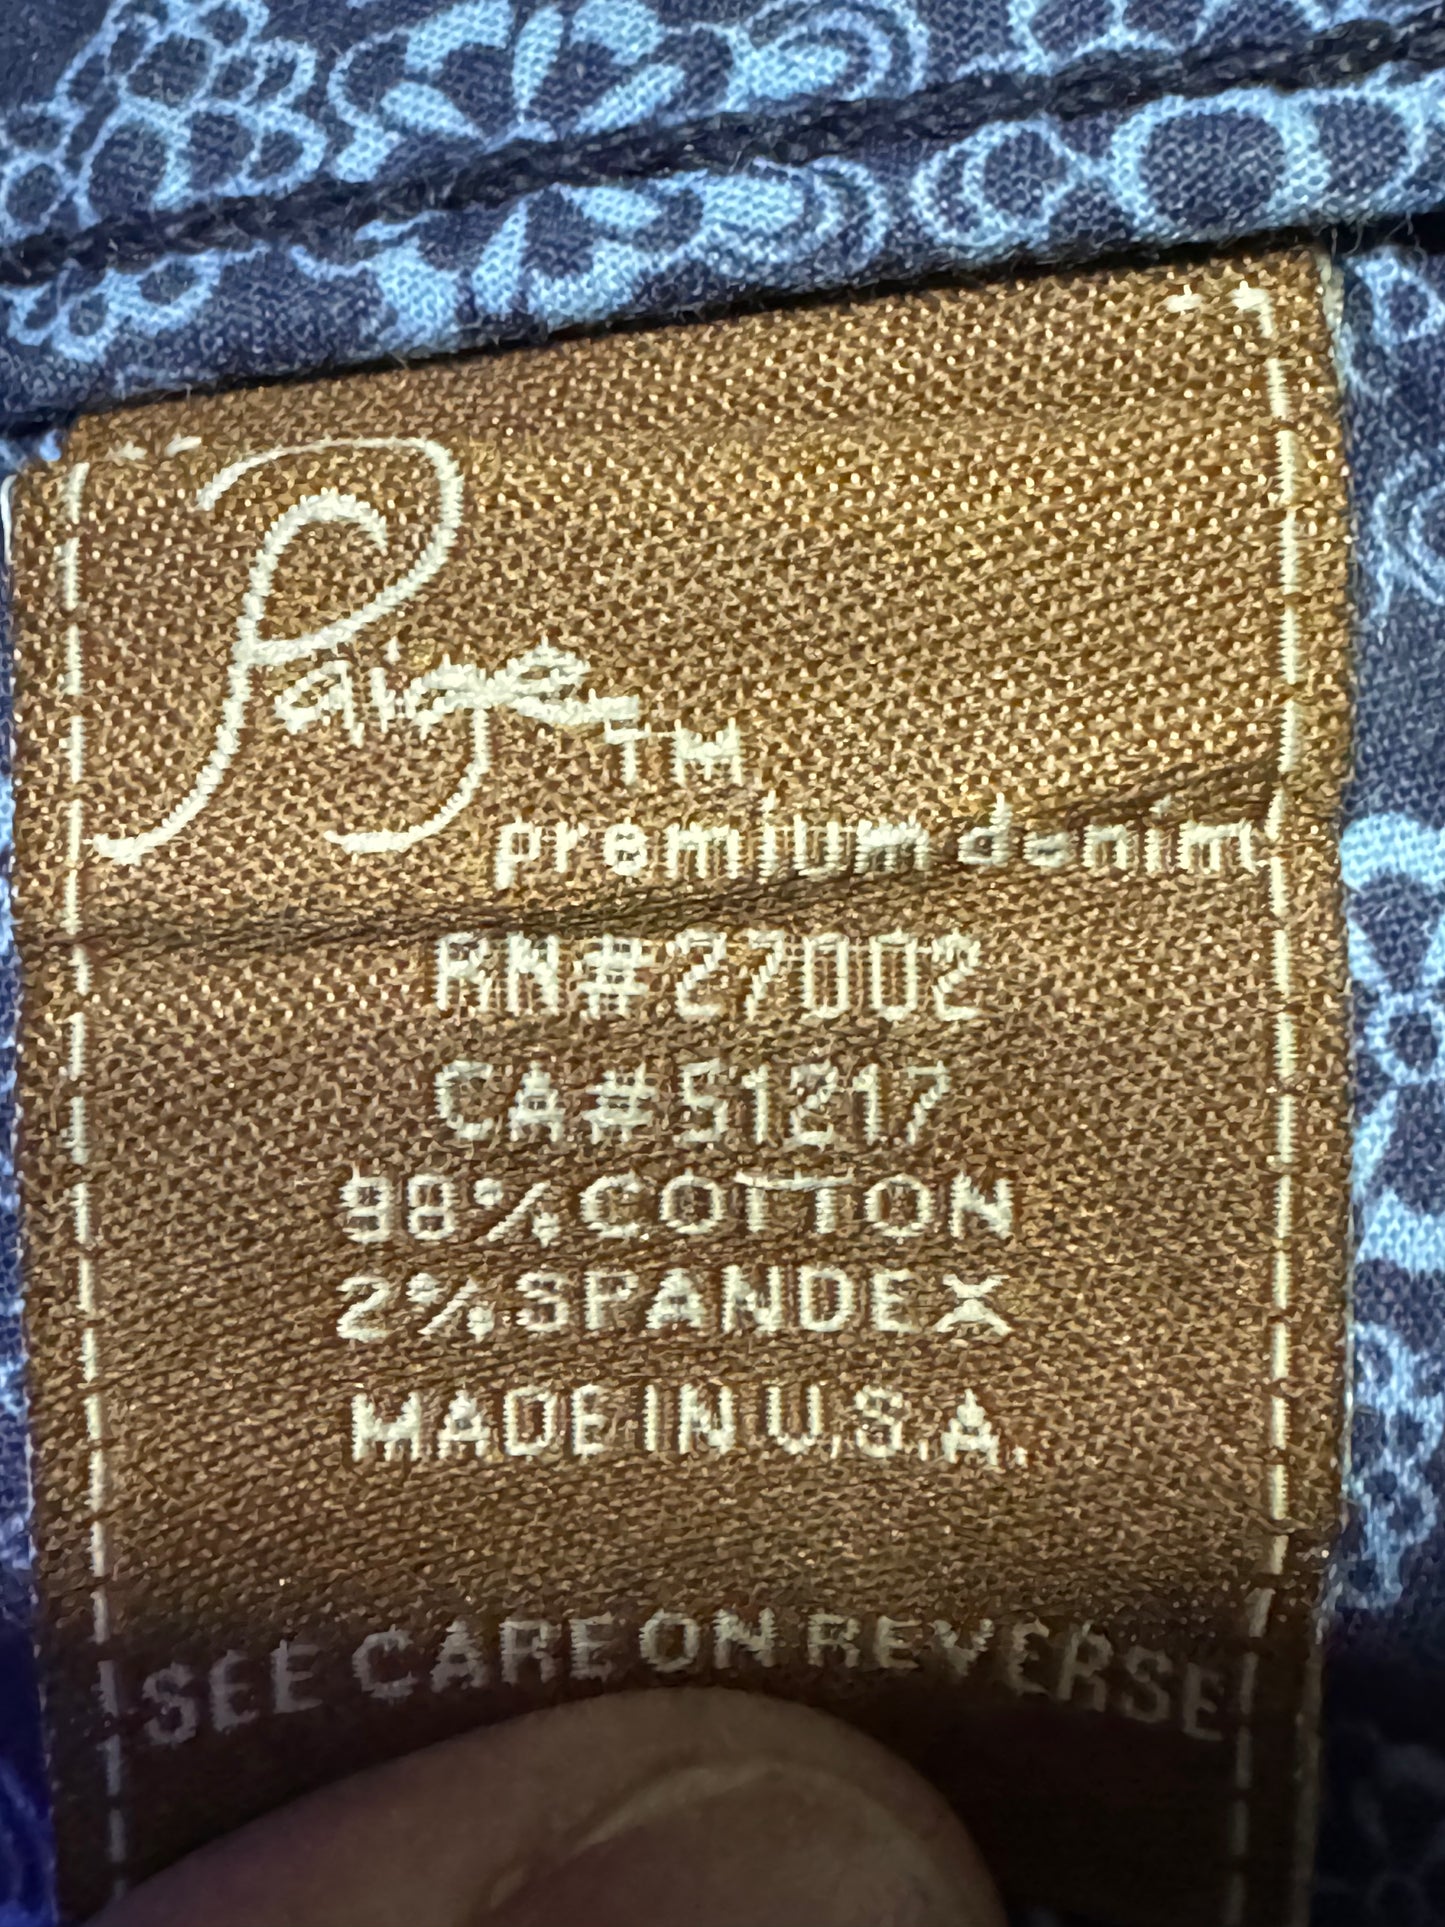 Paige TM
premium denim
RN#27002
CA#51217
98% COTTON
2% SPANDEX
MADE IN U.S.A.
SEE CARE ON REVERSE